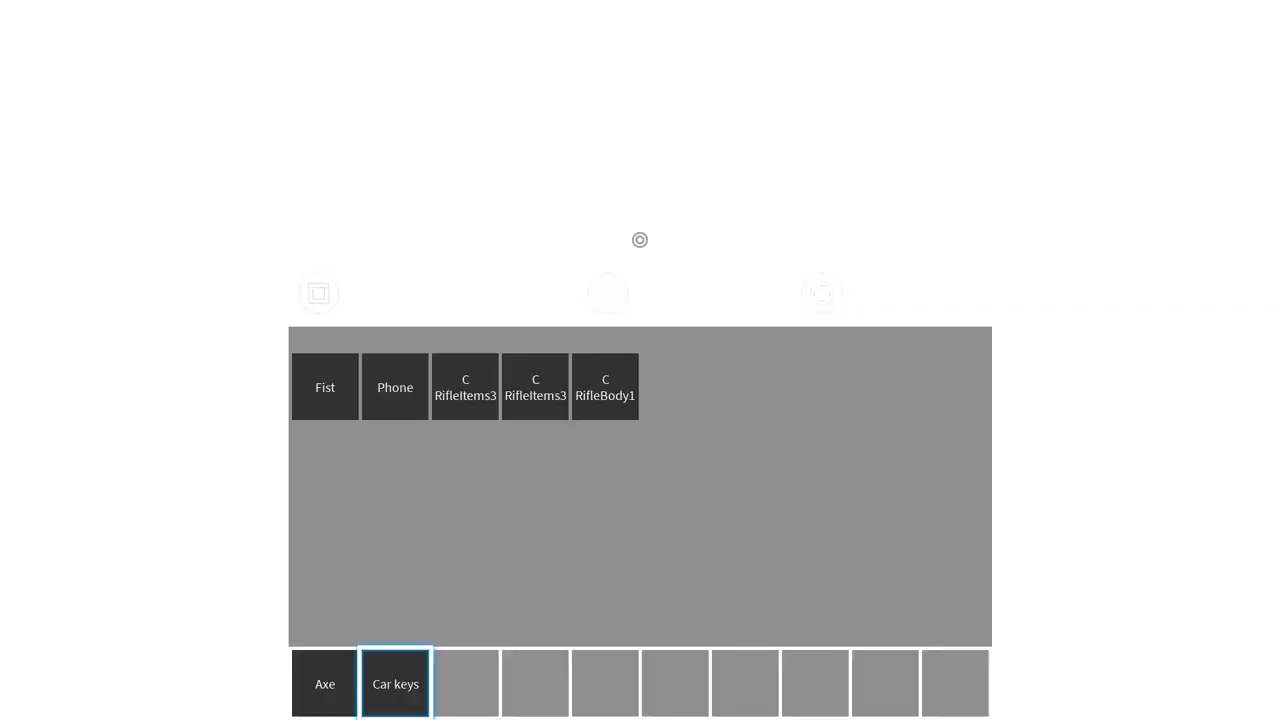 Fist
Phone
C
RifleItems3
C
RifleItems3
C
RifleBody1
Axe
Car keys